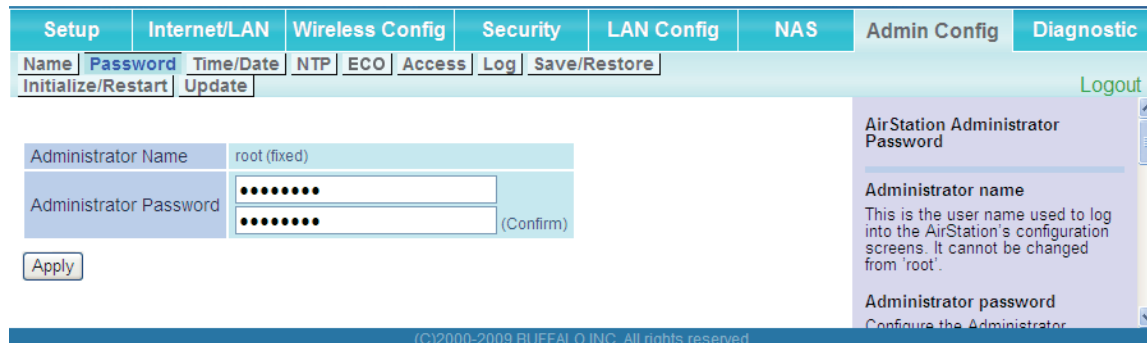 Setup Internet/LAN Wireless Config Security LAN Config NAS Admin Config Diagnostic
Name Password Time/Date NTP ECO Access Log Save/Restore
Initialize/Restart Update
Logout
Administrator Name root (fixed)
Administrator Password
(Confirm)
Apply
AirStation Administrator
Password
Administrator name
This is the user name used to log
into the AirStation's configuration
screens. It cannot be changed
from 'root'.
Administrator password
Configure the Administrator
(C)2000-2009 BUFFALO INC. All rights reserved.